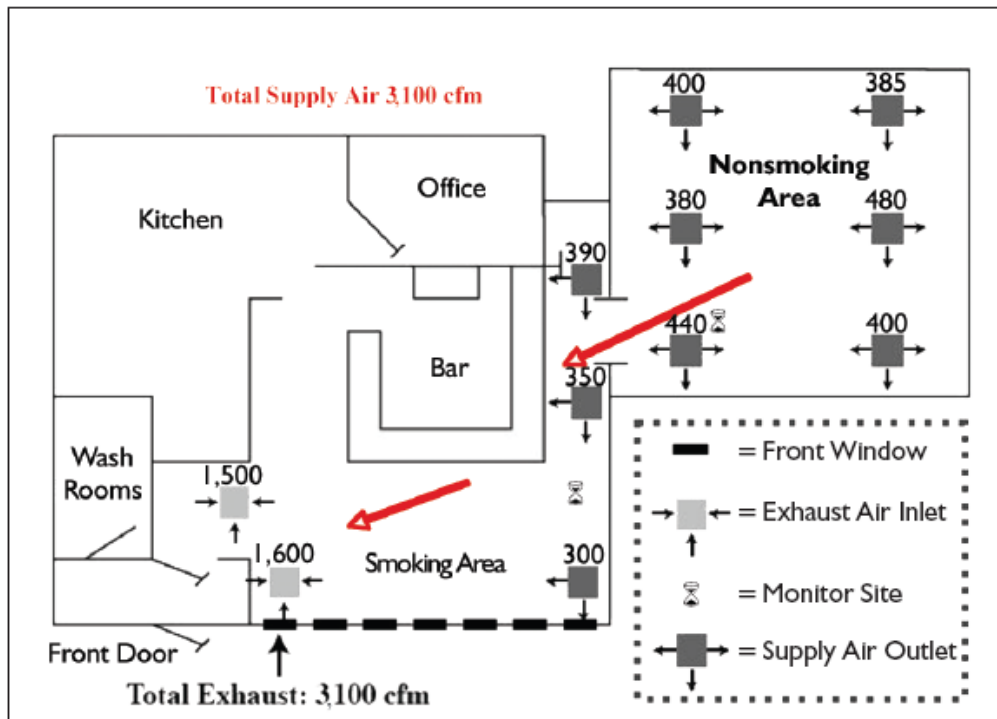 Total Supply Air 3,100 cfm
400
385
Nonsmoking
Area
Office
Kitchen
380
480
390
440
400
Bar
350
Wash
Rooms
1,500
= Front Window
= Exhaust Air Inlet
1,600
Smoking Area
300
= Monitor Site
Front Door
= Supply Air Outlet
Total Exhaust: 3,100 cfm